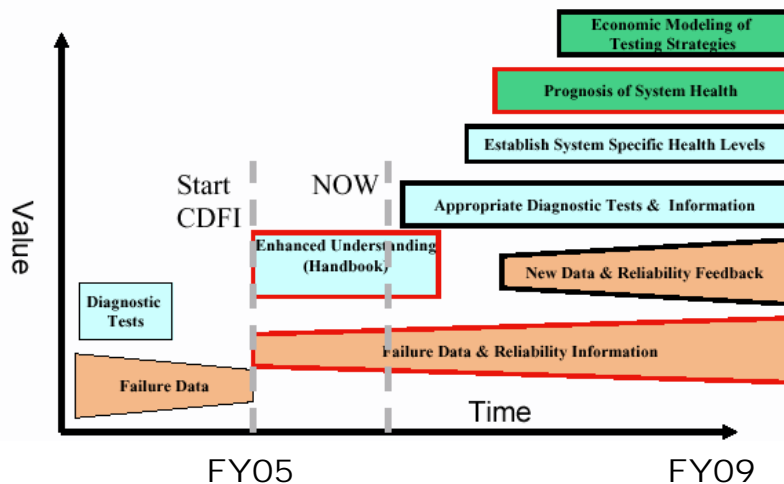 Economic Modeling of
Testing Strategies
Prognosis of System Health
Establish System Specific Health Levels
Start
CDFI
NOW
Appropriate Diagnostic Tests & Information
Value
Enhanced Understanding
(Handbook)
New Data & Reliability Feedback
Diagnostic
Tests
Failure Data & Reliability Information
Failure Data
Time
FY05
FY09